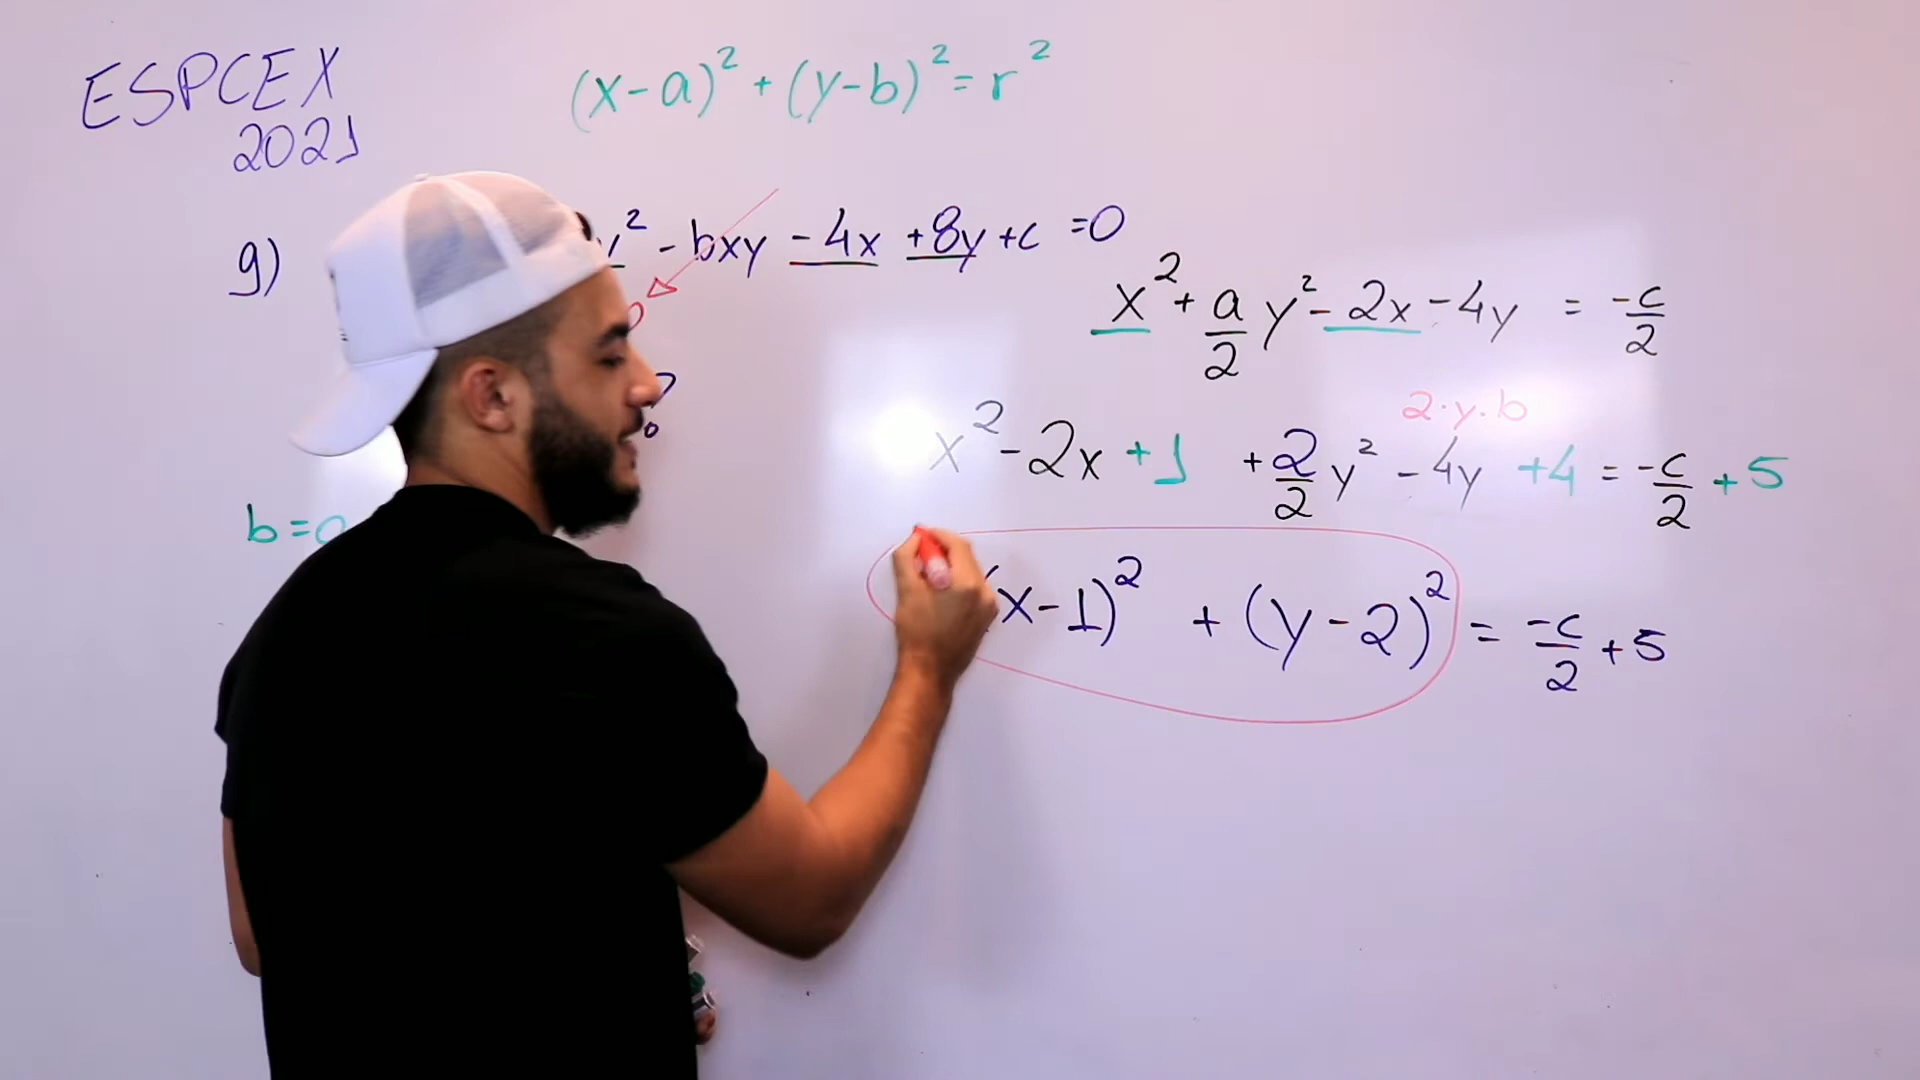 ESPCEX
2021
(x-a)² + (y-b)² = r²
9) y² - bxy - 4x + 8y + c = 0
x² + a/2 y² - 2x - 4y = -c/2
2·y·b
x² - 2x + 1 + 2/2 y² - 4y + 4 = -c/2 + 5
b=0
(x-1)² + (y-2)² = -c/2 + 5